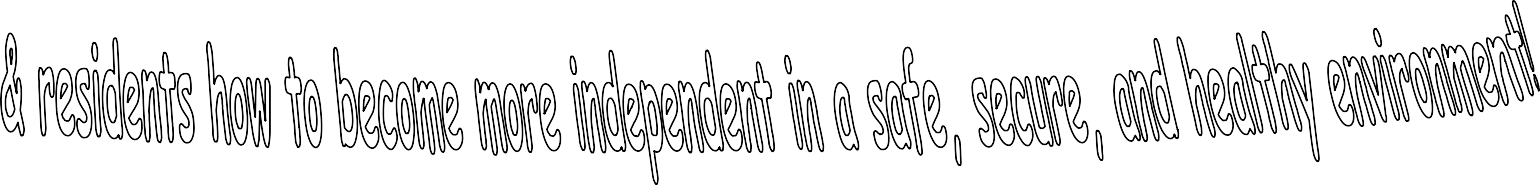 & residents how to become more independent in a safe, secure, and healthy environment!